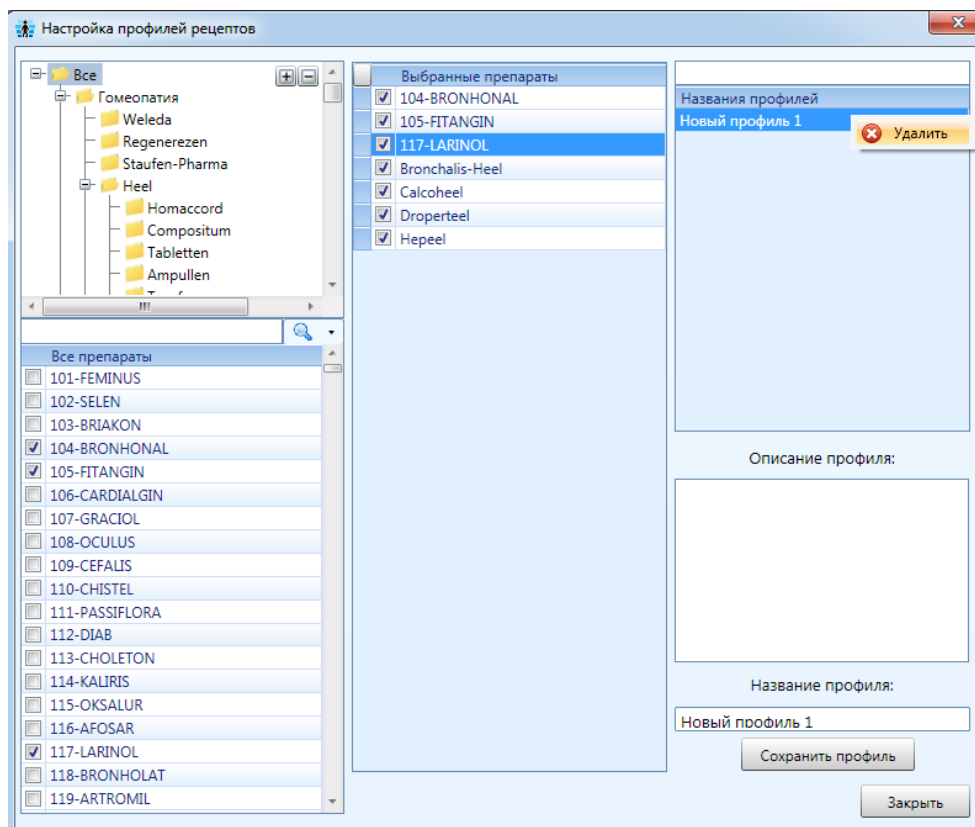 Настройка профилей рецептов
Все
Гомеопатия
Weleda
Regenerezen
Staufen-Pharma
Heel
Homaccord
Compositum
Tabletten
Ampullen
Все препараты
101-FEMINUS
102-SELEN
103-BRIAKON
104-BRONHONAL
105-FITANGIN
106-CARDIALGIN
107-GRACIOL
108-OCULUS
109-CEFALIS
110-CHISTEL
111-PASSIFLORA
112-DIAB
113-CHOLETON
114-KALIRIS
115-OKSALUR
116-AFOSAR
117-LARINOL
118-BRONHOLAT
119-ARTROMIL
Выбранные препараты
104-BRONHONAL
105-FITANGIN
117-LARINOL
Bronchalis-Heel
Calcoheel
Droperteel
Hepeel
Названия профилей
Новый профиль 1
Удалить
Описание профиля:
Название профиля:
Новый профиль 1
Сохранить профиль
Закрыть